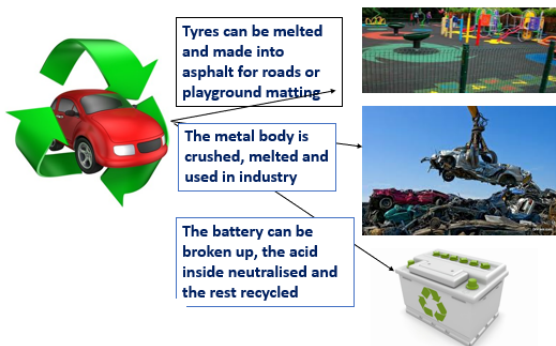 Tyres can be melted
and made into
asphalt for roads or
playground matting
The metal body is
crushed, melted and
used in industry
The battery can be
broken up, the acid
inside neutralised and
the rest recycled